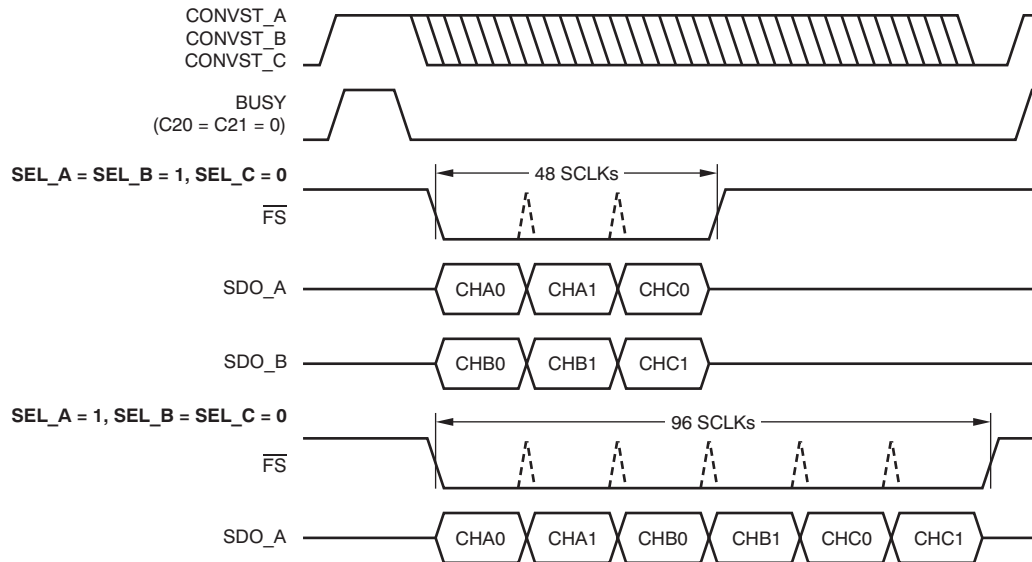 CONVST_A
CONVST_B
CONVST_C
BUSY
(C20 = C21 = 0)
SEL_A = SEL_B = 1, SEL_C = 0
48 SCLKs
FS
SDO_A
CHA0 CHA1 CHC0
SDO_B
CHB0 CHB1 CHC1
SEL_A = 1, SEL_B = SEL_C = 0
96 SCLKs
FS
SDO_A
CHA0 CHA1 CHB0 CHB1 CHC0 CHC1